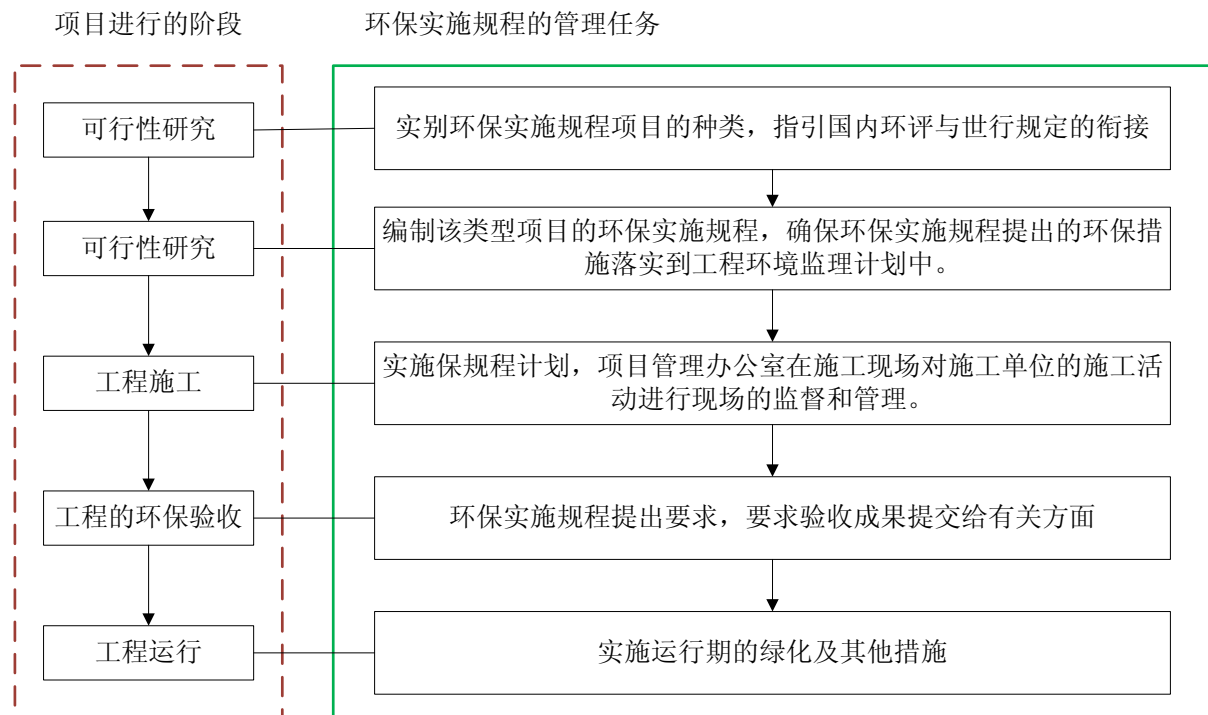 项目进行的阶段
环保实施规程的管理任务
可行性研究
实别环保实施规程项目的种类，指引国内环评与世行规定的衔接
可行性研究
编制该类型项目的环保实施规程，确保环保实施规程提出的环保措
施落实到工程环境监理计划中。
工程施工
实施保规程计划，项目管理办公室在施工现场对施工单位的施工活
动进行现场的监督和管理。
工程的环保验收
环保实施规程提出要求，要求验收成果提交给有关方面
工程运行
实施运行期的绿化及其他措施